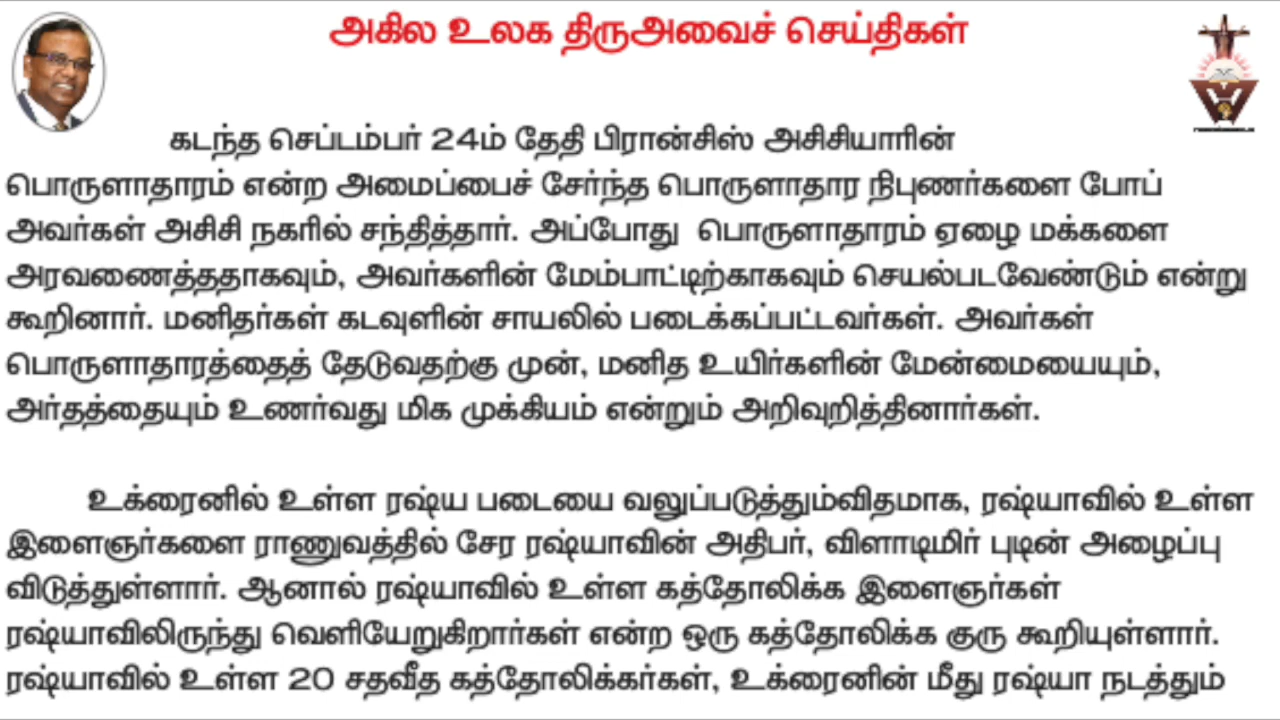 அகில உலக திருஅவைச் செய்திகள்
கடந்த செப்டம்பர் 24ம் தேதி பிரான்சிஸ் அசிசியாரின்
பொருளாதாரம் என்ற அமைப்பைச் சேர்ந்த பொருளாதார நிபுணர்களை போப்
அவர்கள் அசிசி நகரில் சந்தித்தார். அப்போது பொருளாதாரம் ஏழை மக்களை
அரவணைத்ததாகவும், அவர்களின் மேம்பாட்டிற்காகவும் செயல்படவேண்டும் என்று
கூறினார். மனிதர்கள் கடவுளின் சாயலில் படைக்கப்பட்டவர்கள். அவர்கள்
பொருளாதாரத்தைத் தேடுவதற்கு முன், மனித உயிர்களின் மேன்மையையும்,
அர்தத்தையும் உணர்வது மிக முக்கியம் என்றும் அறிவுறித்தினார்கள்.
உக்ரைனில் உள்ள ரஷ்ய படையை வலுப்படுத்தும்விதமாக, ரஷ்யாவில் உள்ள
இளைஞர்களை ராணுவத்தில் சேர ரஷ்யாவின் அதிபர், விளாடிமிர் புடின் அழைப்பு
விடுத்துள்ளார். ஆனால் ரஷ்யாவில் உள்ள கத்தோலிக்க இளைஞர்கள்
ரஷ்யாவிலிருந்து வெளியேறுகிறார்கள் என்ற ஒரு கத்தோலிக்க குரு கூறியுள்ளார்.
ரஷ்யாவில் உள்ள 20 சதவீத கத்தோலிக்கர்கள், உக்ரைனின் மீது ரஷ்யா நடத்தும்